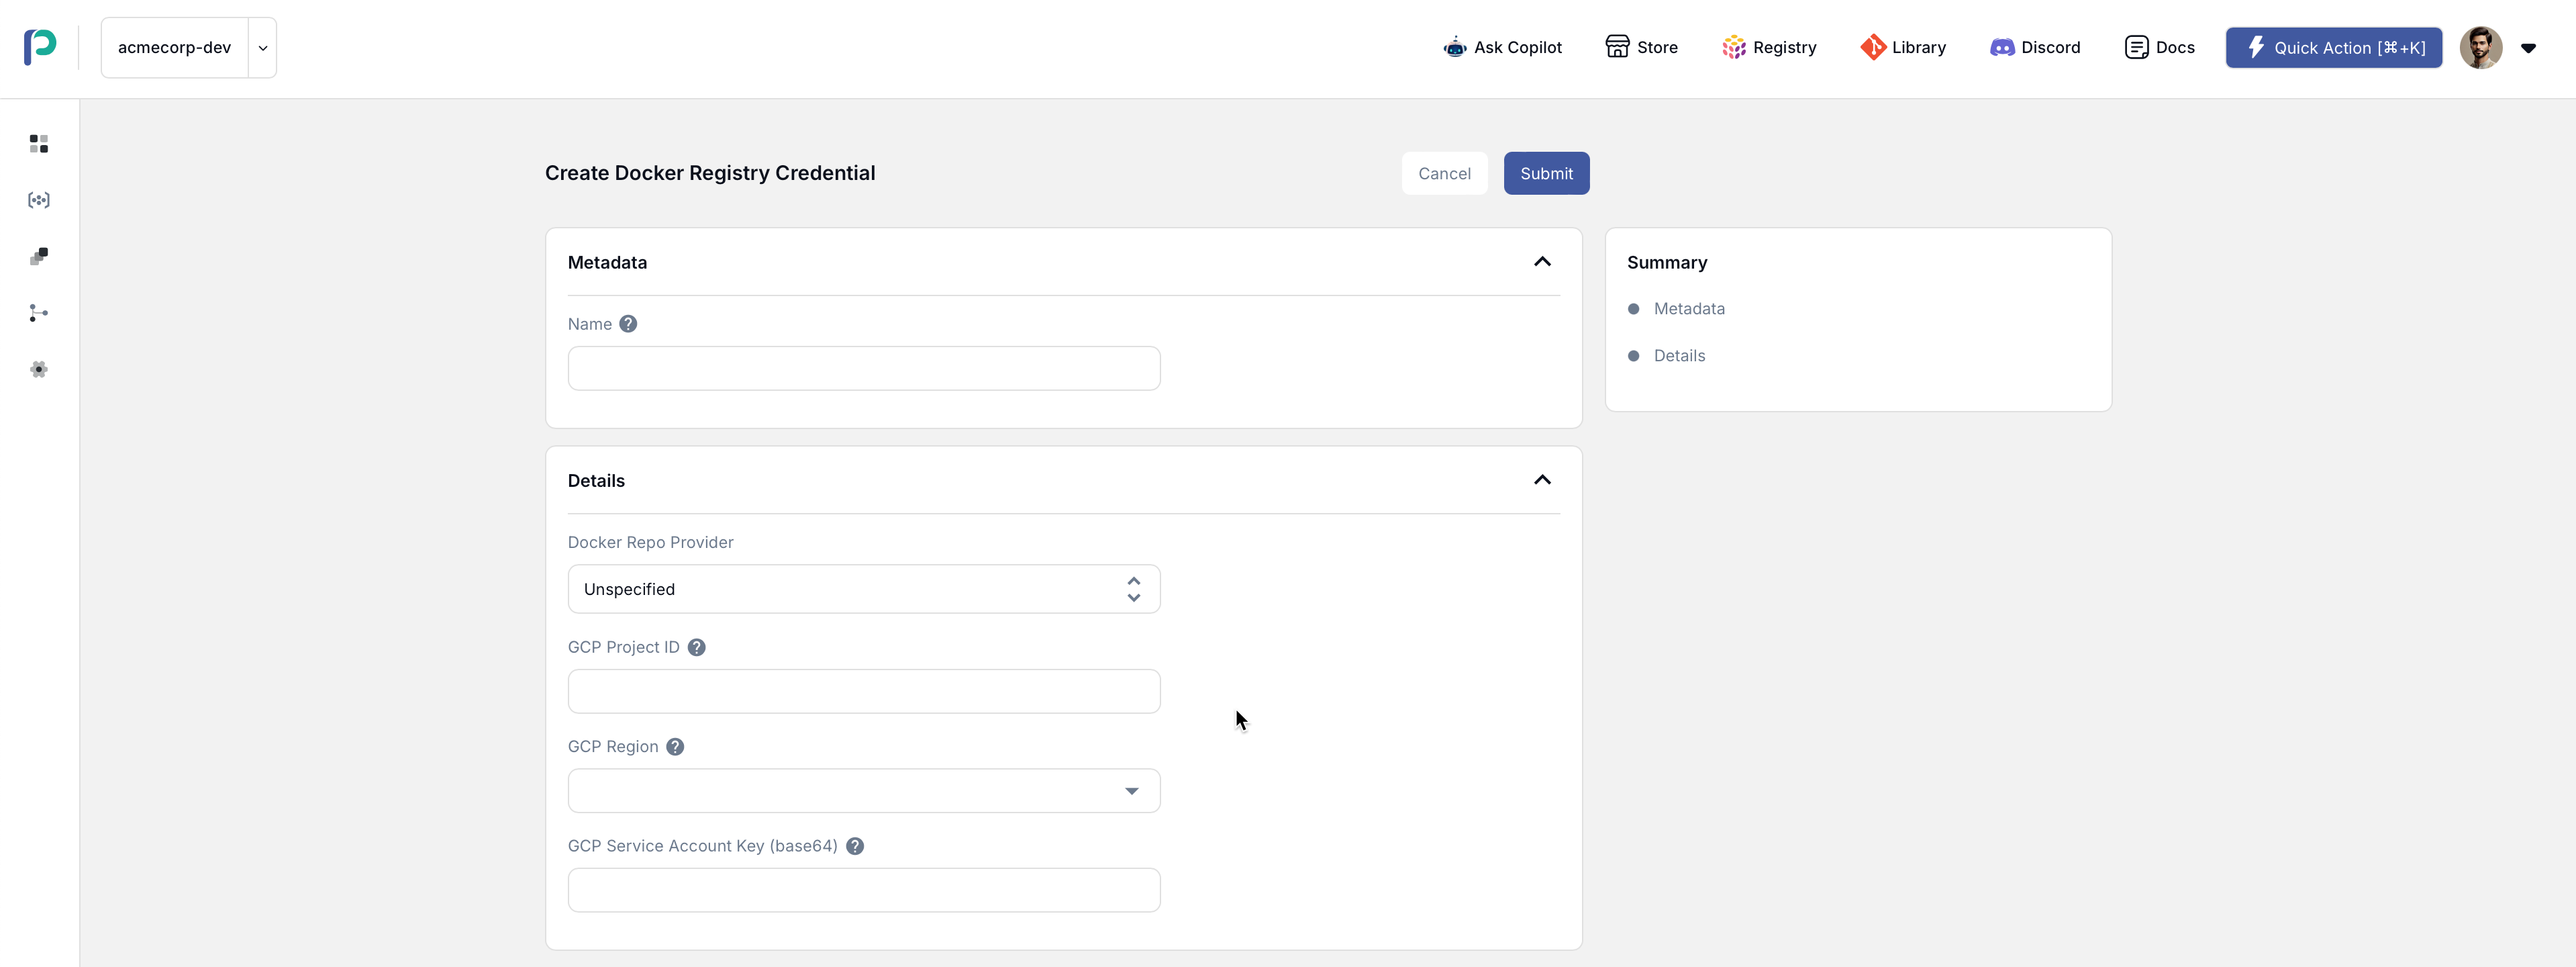 acmecorp-dev
Ask Copilot
Store
Registry
Library
Discord
Docs
Quick Action [⌘+K]
Create Docker Registry Credential
Cancel
Submit
Metadata
Name
Summary
Metadata
Details
Details
Docker Repo Provider
Unspecified
GCP Project ID
GCP Region
GCP Service Account Key (base64)